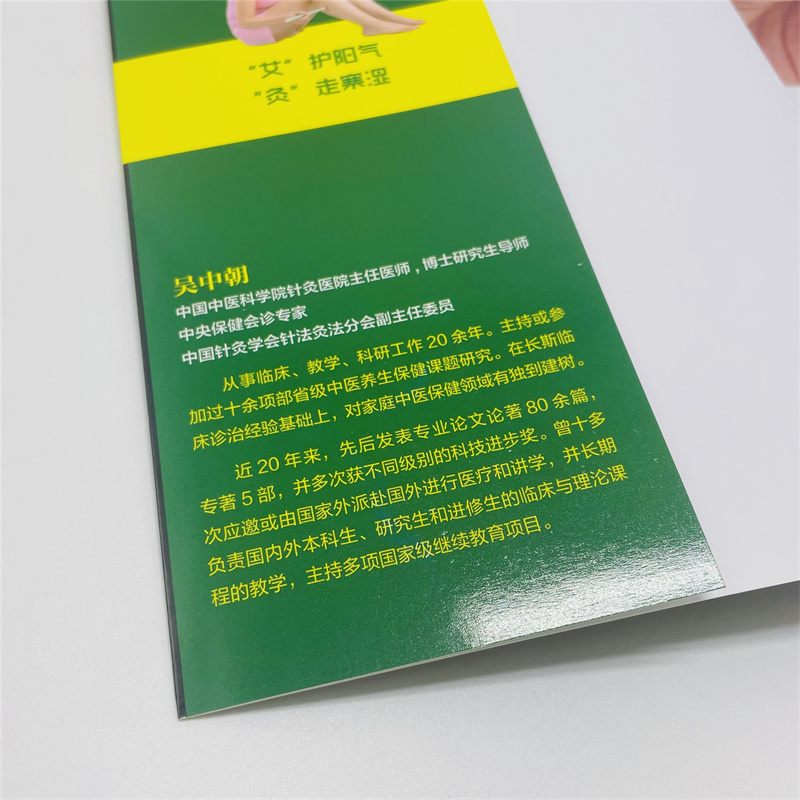 “女”护阳气
“灸”走寒湿
吴中朝
中国中医科学院针灸医院主任医师，博士研究生导师
中央保健会诊专家
中国针灸学会针法灸法分会副主任委员
从事临床、教学、科研工作20余年。主持或参
加过十余项部省级中医养生保健课题研究。在长斯临
床诊治经验基础上，对家庭中医保健领域有独到建树。
近20年来，先后发表专业论文论著80余篇，
专著5部，并多次获不同级别的科技进步奖。曾十多
次应邀或由国家外派赴国外进行医疗和讲学，并长期
负责国内外本科生、研究生和进修生的临床与理论课
程的教学，主持多项国家级继续教育项目。